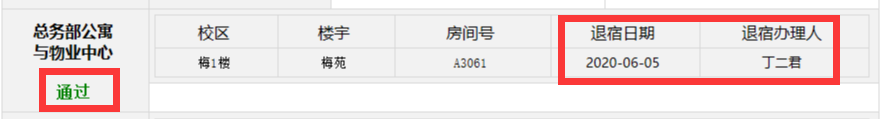 总务部公寓
与物业中心
通过
校区 楼宇 房间号 退宿日期 退宿办理人
梅1楼 梅苑 A3061 2020-06-05 丁二君